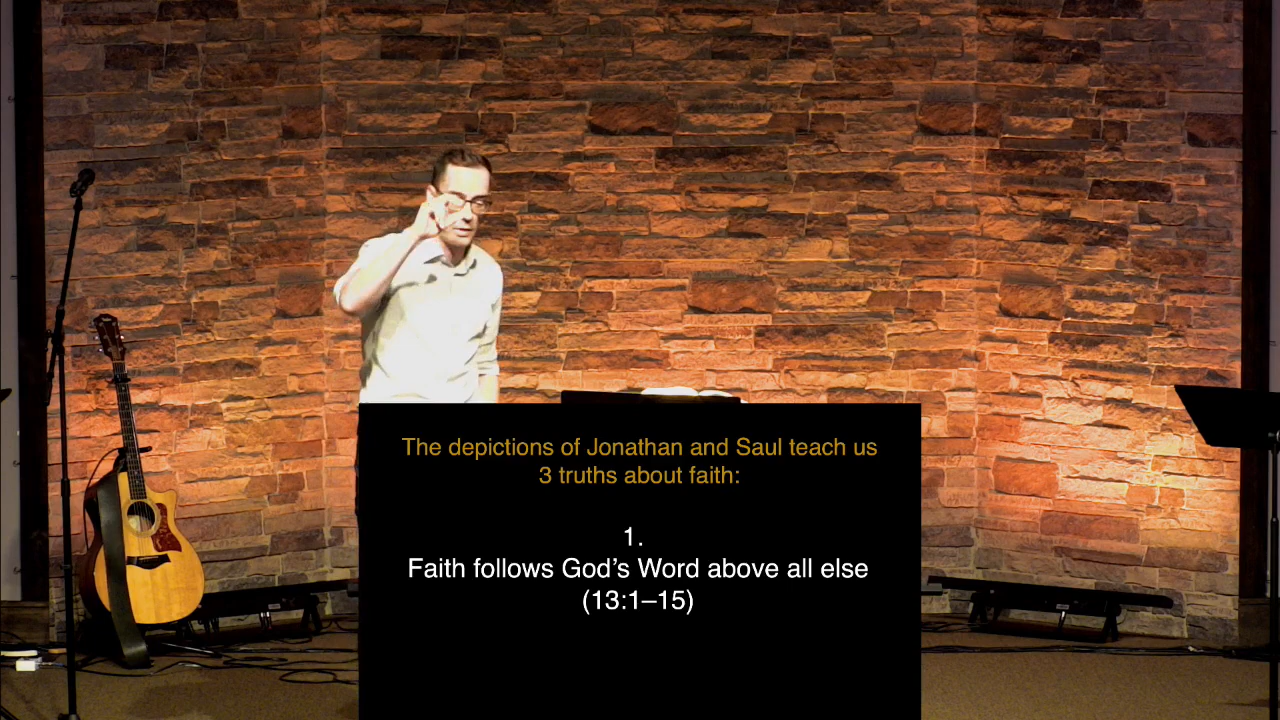 The depictions of Jonathan and Saul teach us
3 truths about faith:
1.
Faith follows God’s Word above all else
(13:1–15)